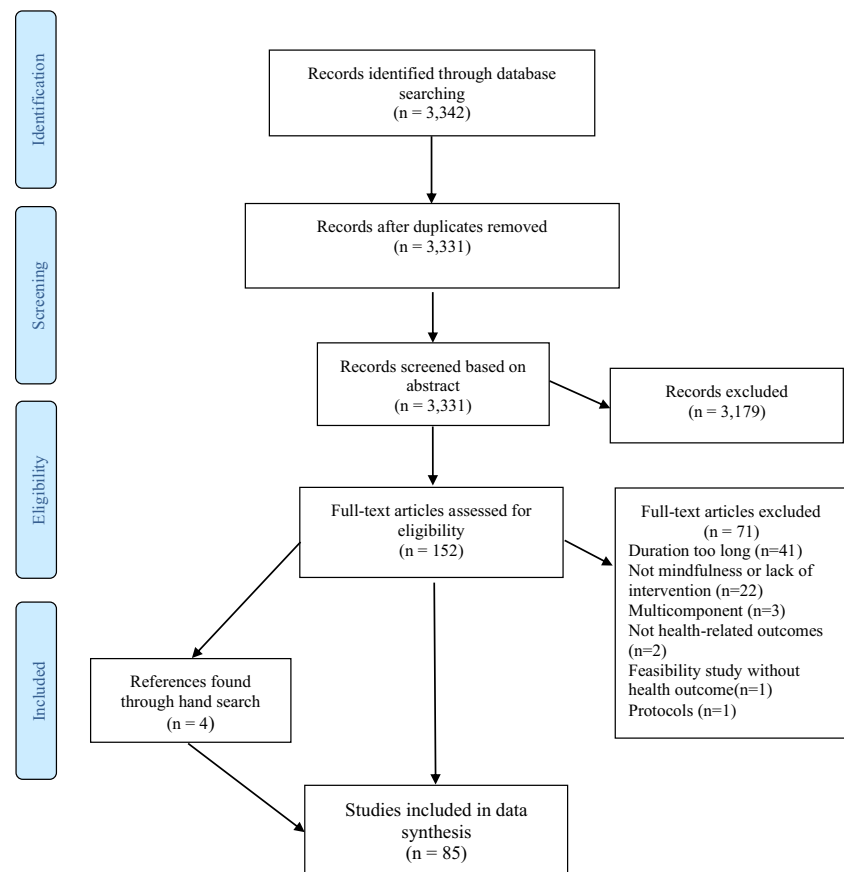 Identification
Records identified through database
searching
(n = 3,342)
Screening
Records after duplicates removed
(n = 3,331)
Records screened based on
abstract
(n = 3,331)
Records excluded
(n = 3,179)
Eligibility
Full-text articles assessed for
eligibility
(n = 152)
Full-text articles excluded
(n = 71)
Duration too long (n=41)
Not mindfulness or lack of
intervention (n=22)
Multicomponent (n=3)
Not health-related outcomes
(n=2)
Feasibility study without
health outcome(n=1)
Protocols (n=1)
Included
References found
through hand search
(n = 4)
Studies included in data
synthesis
(n = 85)